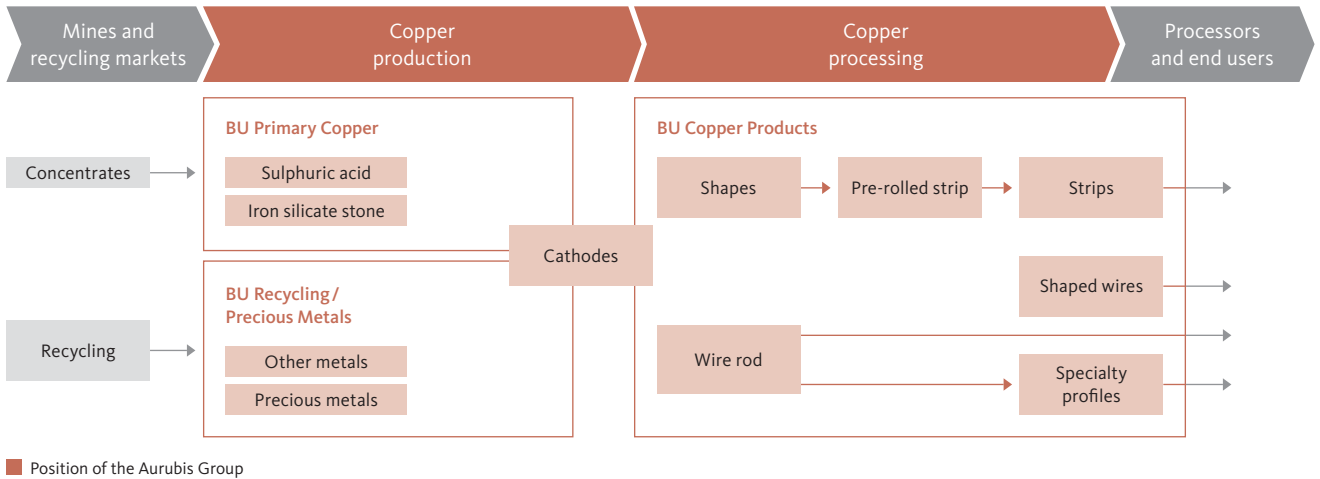 Mines and
recycling markets
Copper
production
Copper
processing
Processors
and end users
BU Primary Copper
BU Copper Products
Concentrates
Sulphuric acid
Iron silicate stone
Shapes
Pre-rolled strip
Strips
Cathodes
Shaped wires
BU Recycling/
Precious Metals
Recycling
Other metals
Precious metals
Wire rod
Specialty
profiles
Position of the Aurubis Group